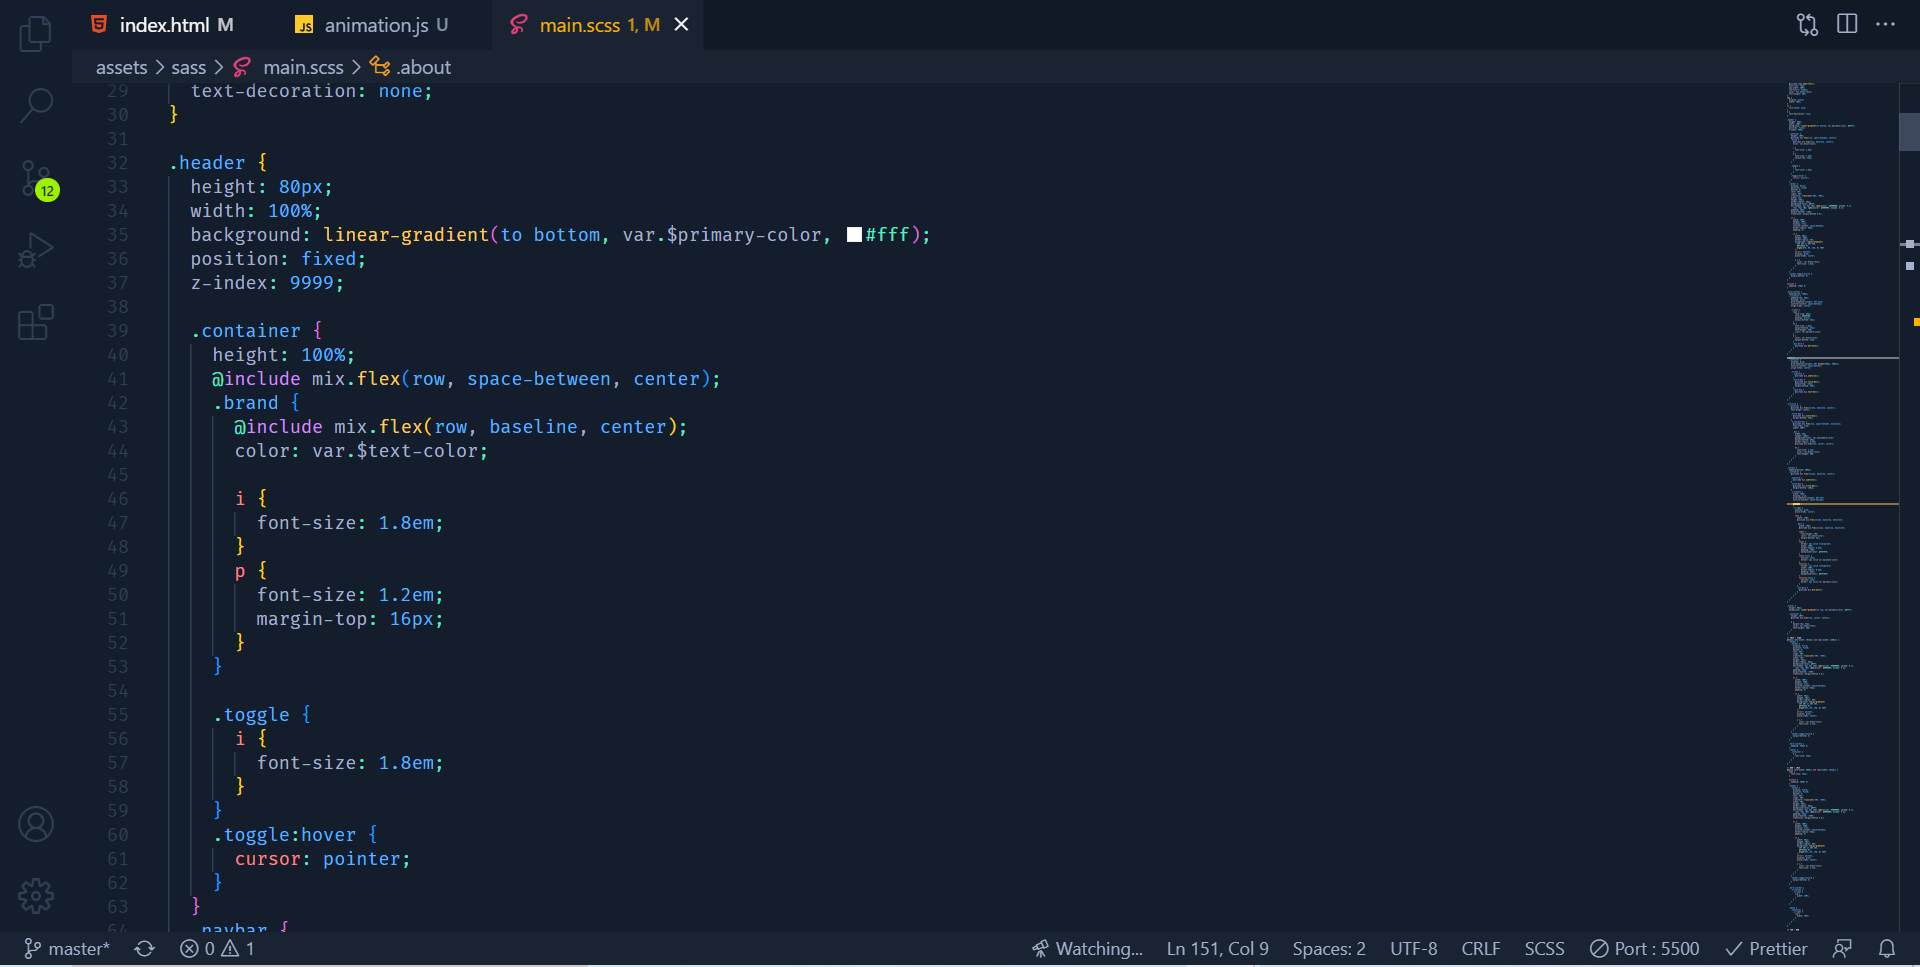 index.html M
JS animation.js U
main.scss 1, M
assets > sass > main.scss > .about
12
29 text-decoration: none;
30 }
31
32 .header {
33 height: 80px;
34 width: 100%;
35 background: linear-gradient(to bottom, var.$primary-color, #fff);
36 position: fixed;
37 z-index: 9999;
38
39 .container {
40 height: 100%;
41 @include mix.flex(row, space-between, center);
42 .brand {
43 @include mix.flex(row, baseline, center);
44 color: var.$text-color;
45
46 i {
47 font-size: 1.8em;
48 }
49 p {
50 font-size: 1.2em;
51 margin-top: 16px;
52 }
53 }
54
55 .toggle {
56 i {
57 font-size: 1.8em;
58 }
59 }
60 .toggle:hover {
61 cursor: pointer;
62 }
63 }
64 .navbar {
master* 0 1 Watching... Ln 151, Col 9 Spaces: 2 UTF-8 CRLF SCSS Port : 5500 Prettier